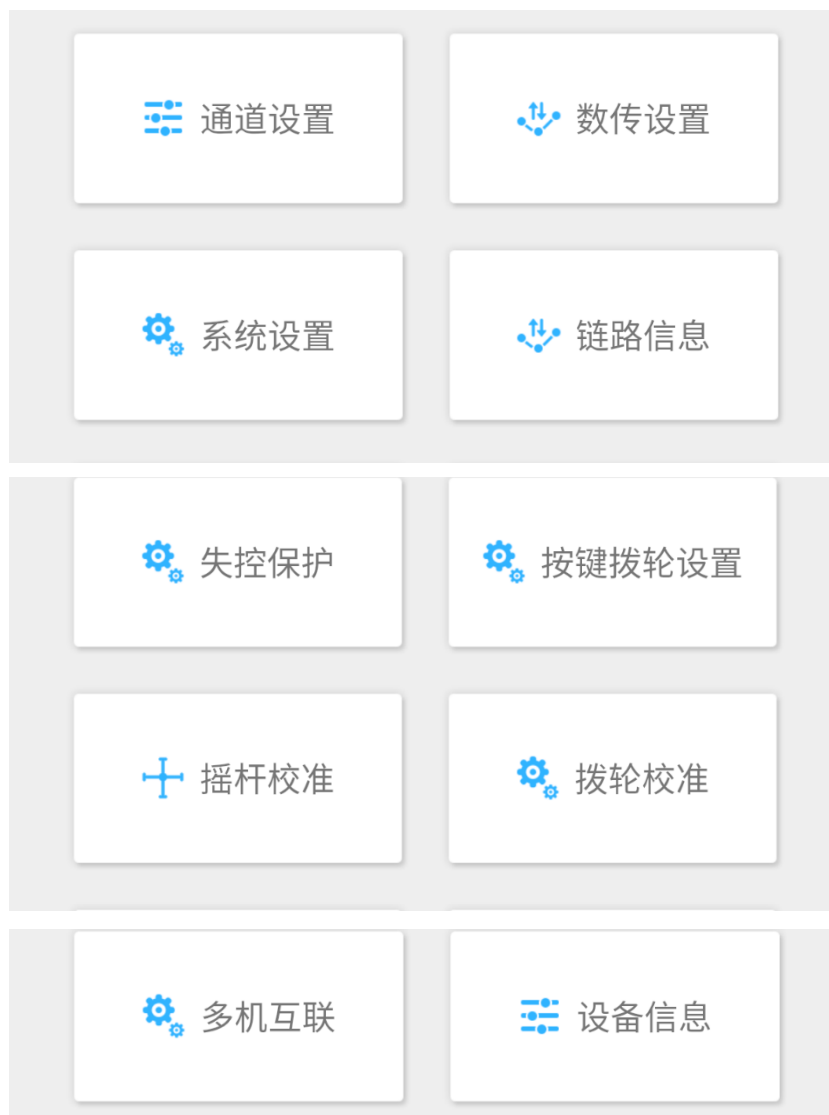 通道设置
数传设置
系统设置
链路信息
失控保护
按键拨轮设置
摇杆校准
拨轮校准
多机互联
设备信息